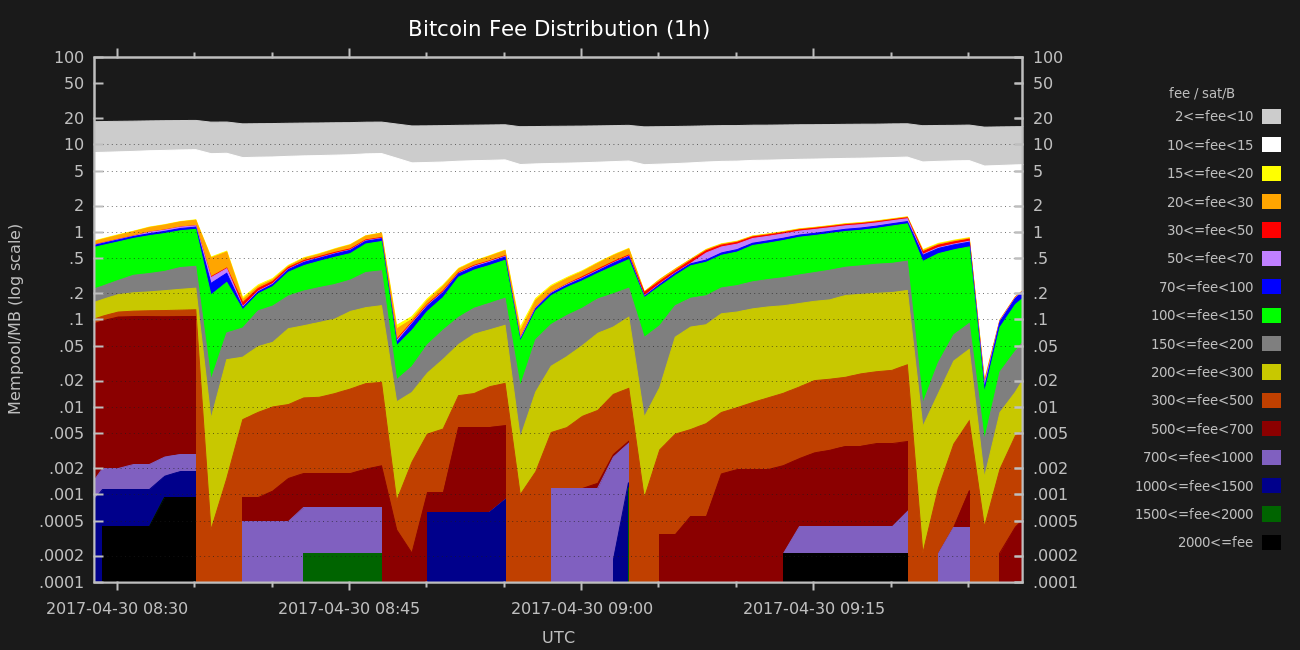 Bitcoin Fee Distribution (1h)
100 100
50 50
20 20
10 10
5 5
2 2
1 1
.5 .5
.2 .2
.1 .1
.05 .05
.02 .02
.01 .01
.005 .005
.002 .002
.001 .001
.0005 .0005
.0002 .0002
.0001 .0001
Mempool/MB (log scale)
2017-04-30 08:30 2017-04-30 08:45 2017-04-30 09:00 2017-04-30 09:15
UTC
fee / sat/B
2<=fee<10
10<=fee<15
15<=fee<20
20<=fee<30
30<=fee<50
50<=fee<70
70<=fee<100
100<=fee<150
150<=fee<200
200<=fee<300
300<=fee<500
500<=fee<700
700<=fee<1000
1000<=fee<1500
1500<=fee<2000
2000<=fee